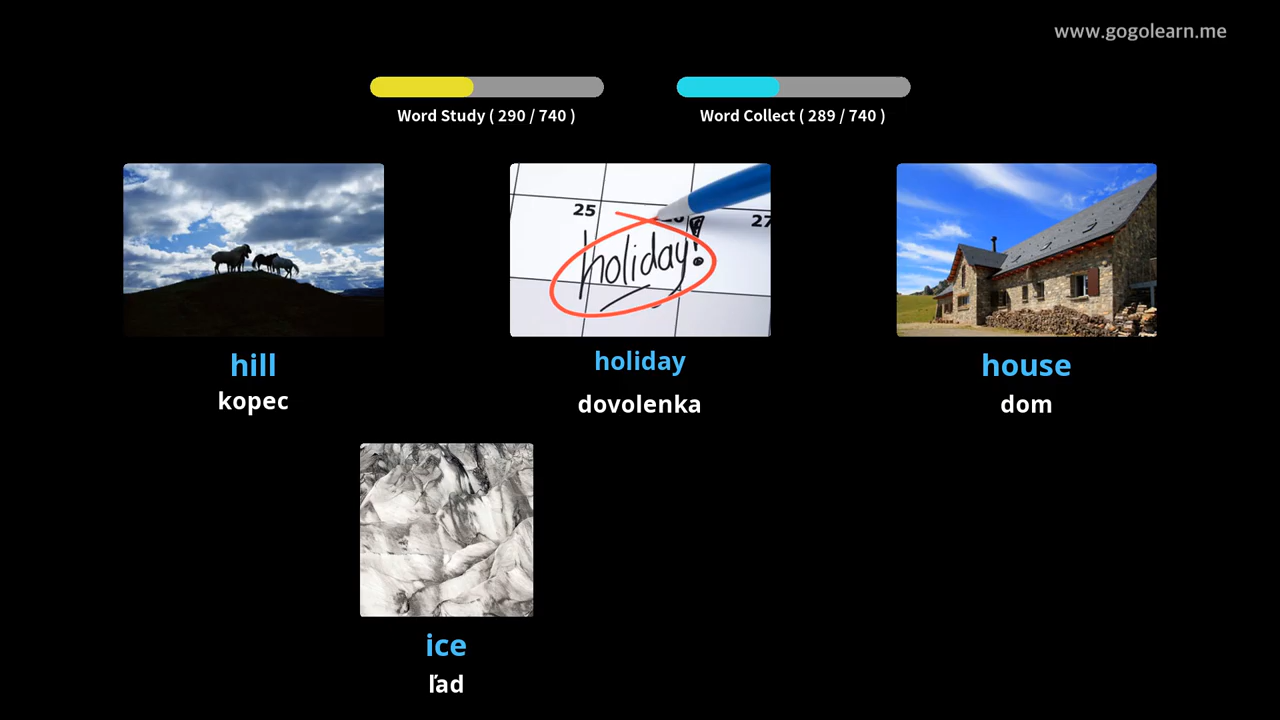 www.gogolearn.me
Word Study ( 290 / 740 )
Word Collect ( 289 / 740 )
25
27
holiday!
hill
kopec
holiday
dovolenka
house
dom
ice
ľad